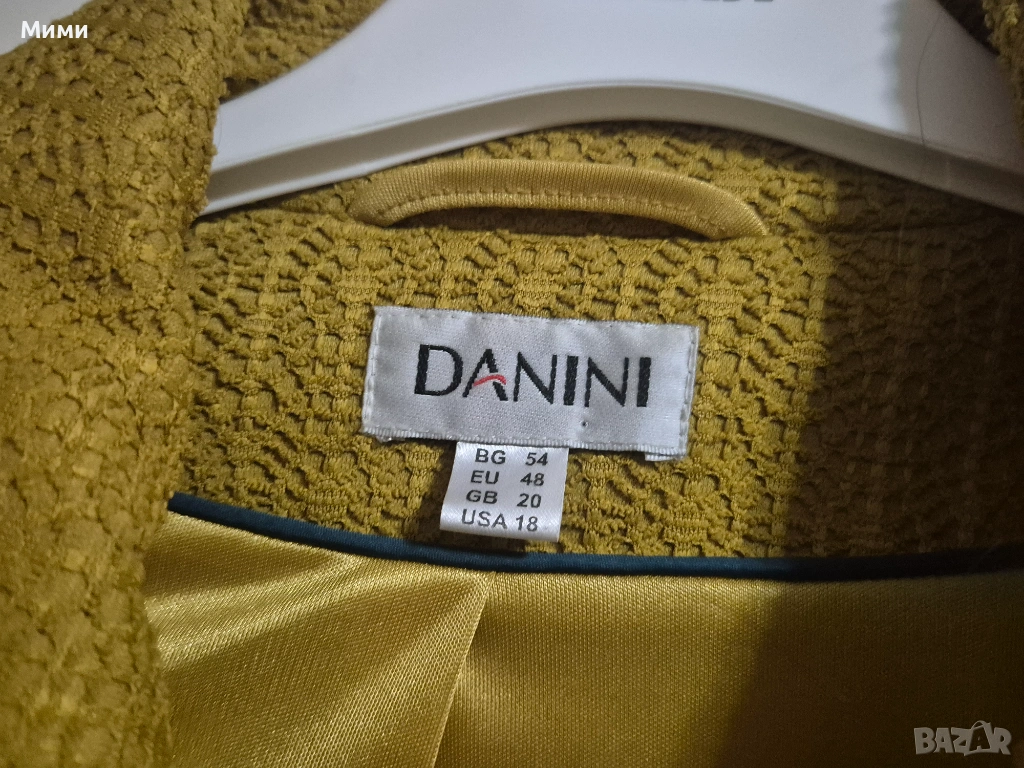 Мими
DANINI
BG 54
EU 48
GB 20
USA 18
BAZAR